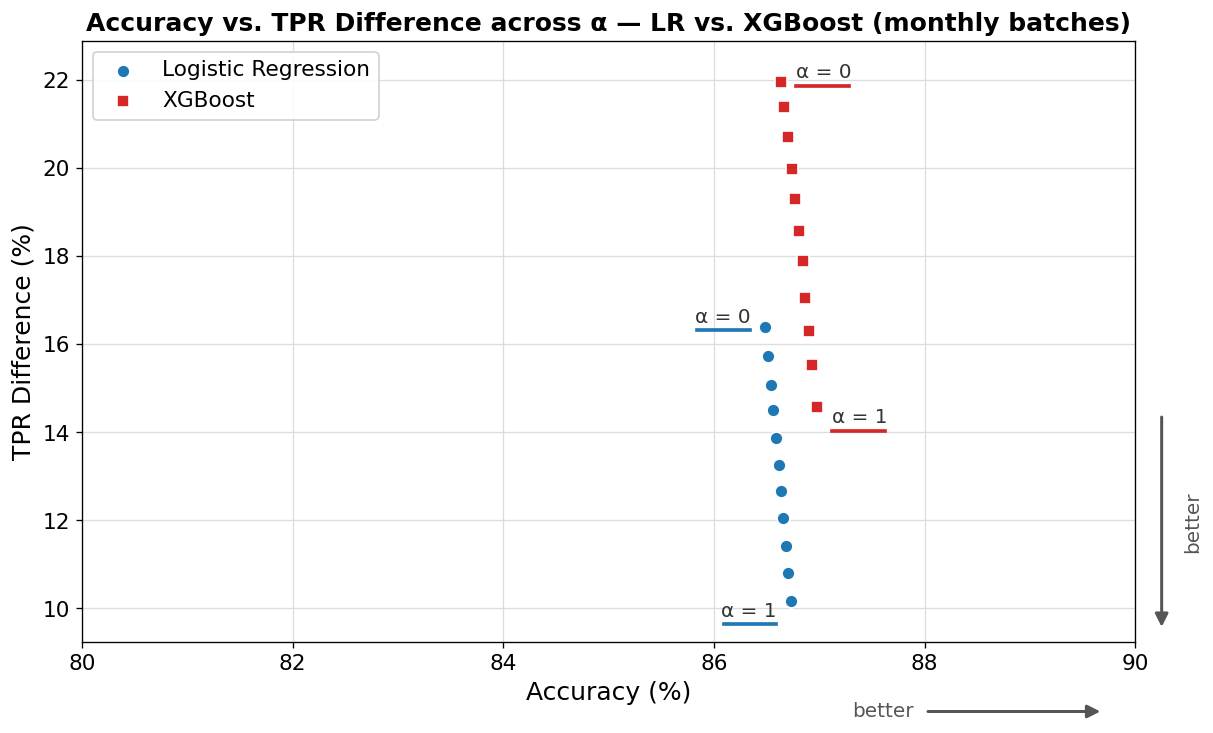 Accuracy vs. TPR Difference across α — LR vs. XGBoost (monthly batches)
Logistic Regression
XGBoost
α = 0
α = 0
α = 1
α = 1
TPR Difference (%)
22
20
18
16
14
12
10
80
82
84
86
88
90
Accuracy (%)
better
better